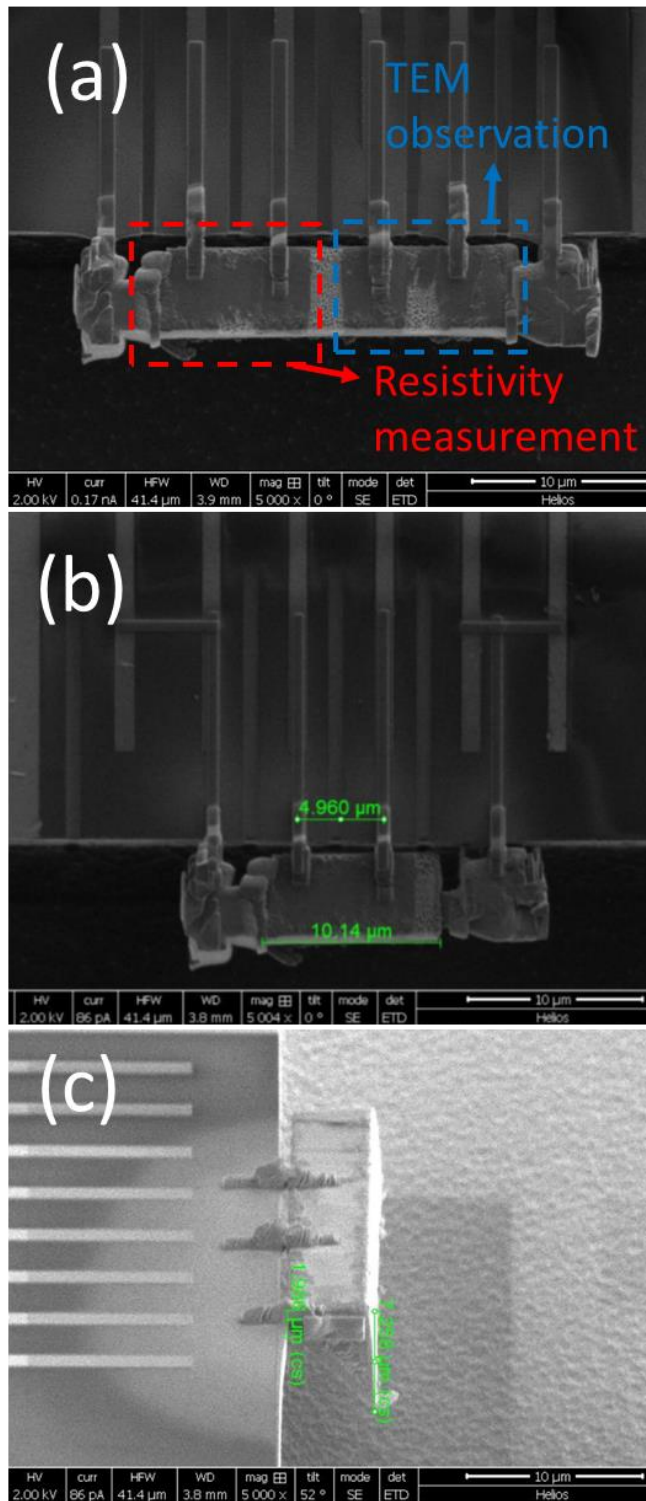 (a)
TEM
observation
Resistivity
measurement
HV curr HFW WD mag tilt mode det 10 µm
2.00 kV 0.17 nA 41.4 µm 3.9 mm 5 000 x 0 ° SE ETD Helios
(b)
4.960 µm
10.14 µm
HV curr HFW WD mag tilt mode det 10 µm
2.00 kV 86 pA 41.4 µm 3.8 mm 5 004 x 0 ° SE ETD Helios
(c)
µm (cs)
µm (cs)
HV curr HFW WD mag tilt mode det 10 µm
2.00 kV 86 pA 41.4 µm 3.8 mm 5 000 x 52 ° SE ETD Helios